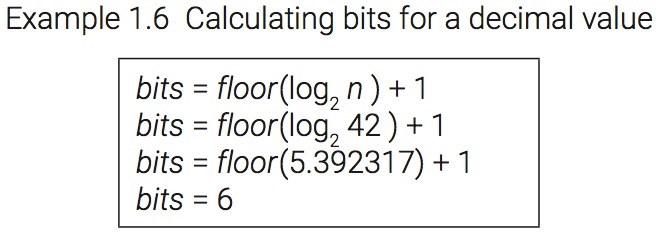 Example 1.6 Calculating bits for a decimal value
bits = floor(log₂ n ) + 1
bits = floor(log₂ 42 ) + 1
bits = floor(5.392317) + 1
bits = 6